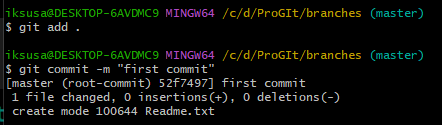 iksusa@DESKTOP-6AVDMC9 MINGW64 /c/d/ProGIt/branches (master)
$ git add .
iksusa@DESKTOP-6AVDMC9 MINGW64 /c/d/ProGIt/branches (master)
$ git commit -m "first commit"
[master (root-commit) 52f7497] first commit
1 file changed, 0 insertions(+), 0 deletions(-)
create mode 100644 Readme.txt